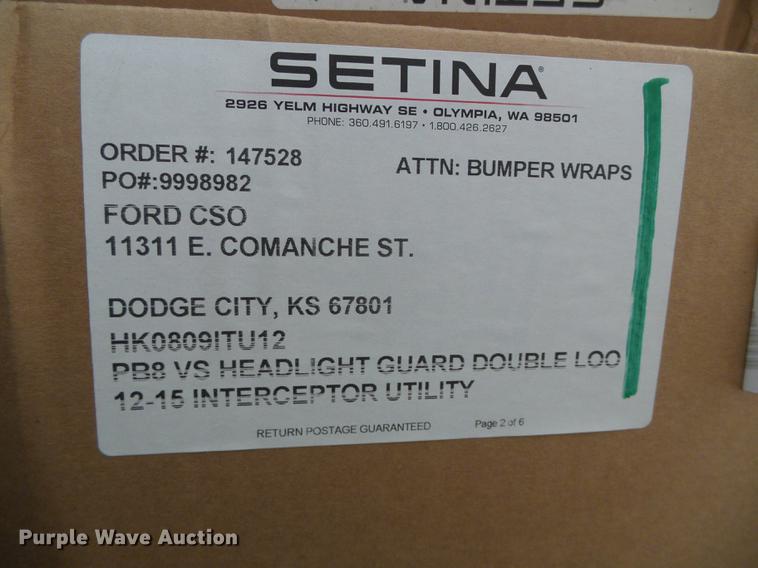 SETINA®
2926 YELM HIGHWAY SE • OLYMPIA, WA 98501
PHONE: 360.491.6197 • 1.800.426.2627
ORDER #: 147528
ATTN: BUMPER WRAPS
PO#:9998982
FORD CSO
11311 E. COMANCHE ST.
DODGE CITY, KS 67801
HK0809ITU12
PB8 VS HEADLIGHT GUARD DOUBLE LOO
12-15 INTERCEPTOR UTILITY
RETURN POSTAGE GUARANTEED
Page 2 of 6
Purple Wave Auction